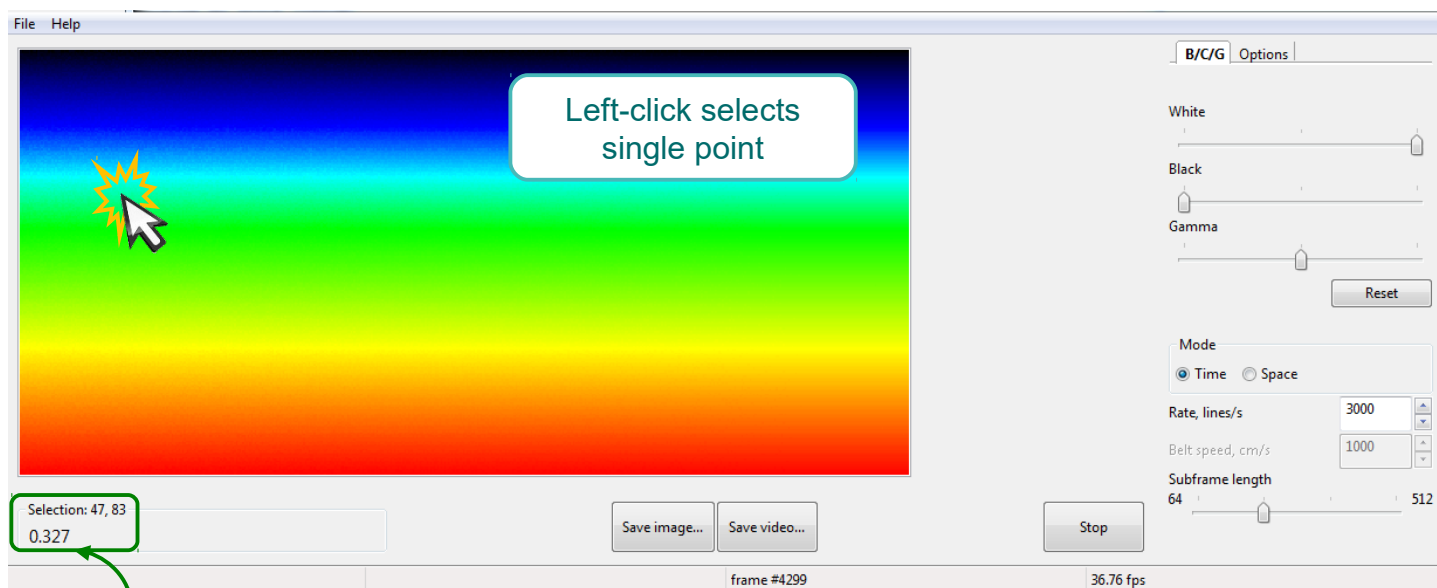 File Help
B/C/G Options
Left-click selects
single point
White
Black
Gamma
Reset
Mode
Time Space
Rate, lines/s 3000
Belt speed, cm/s 1000
Subframe length
64 512
Selection: 47, 83
0.327
Save image... Save video... Stop
frame #4299 36.76 fps